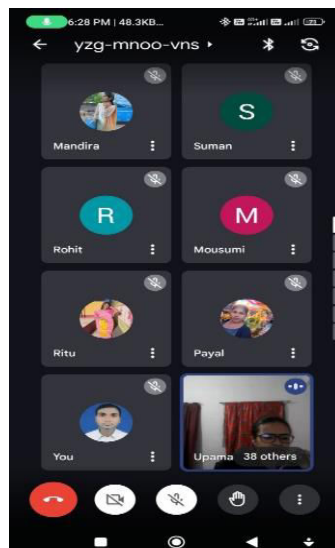 6:28 PM | 48.3KB...
yzg-mnoo-vns
Mandira
S
Suman
R
Rohit
M
Mousumi
Ritu
Payal
You
Upama 38 others